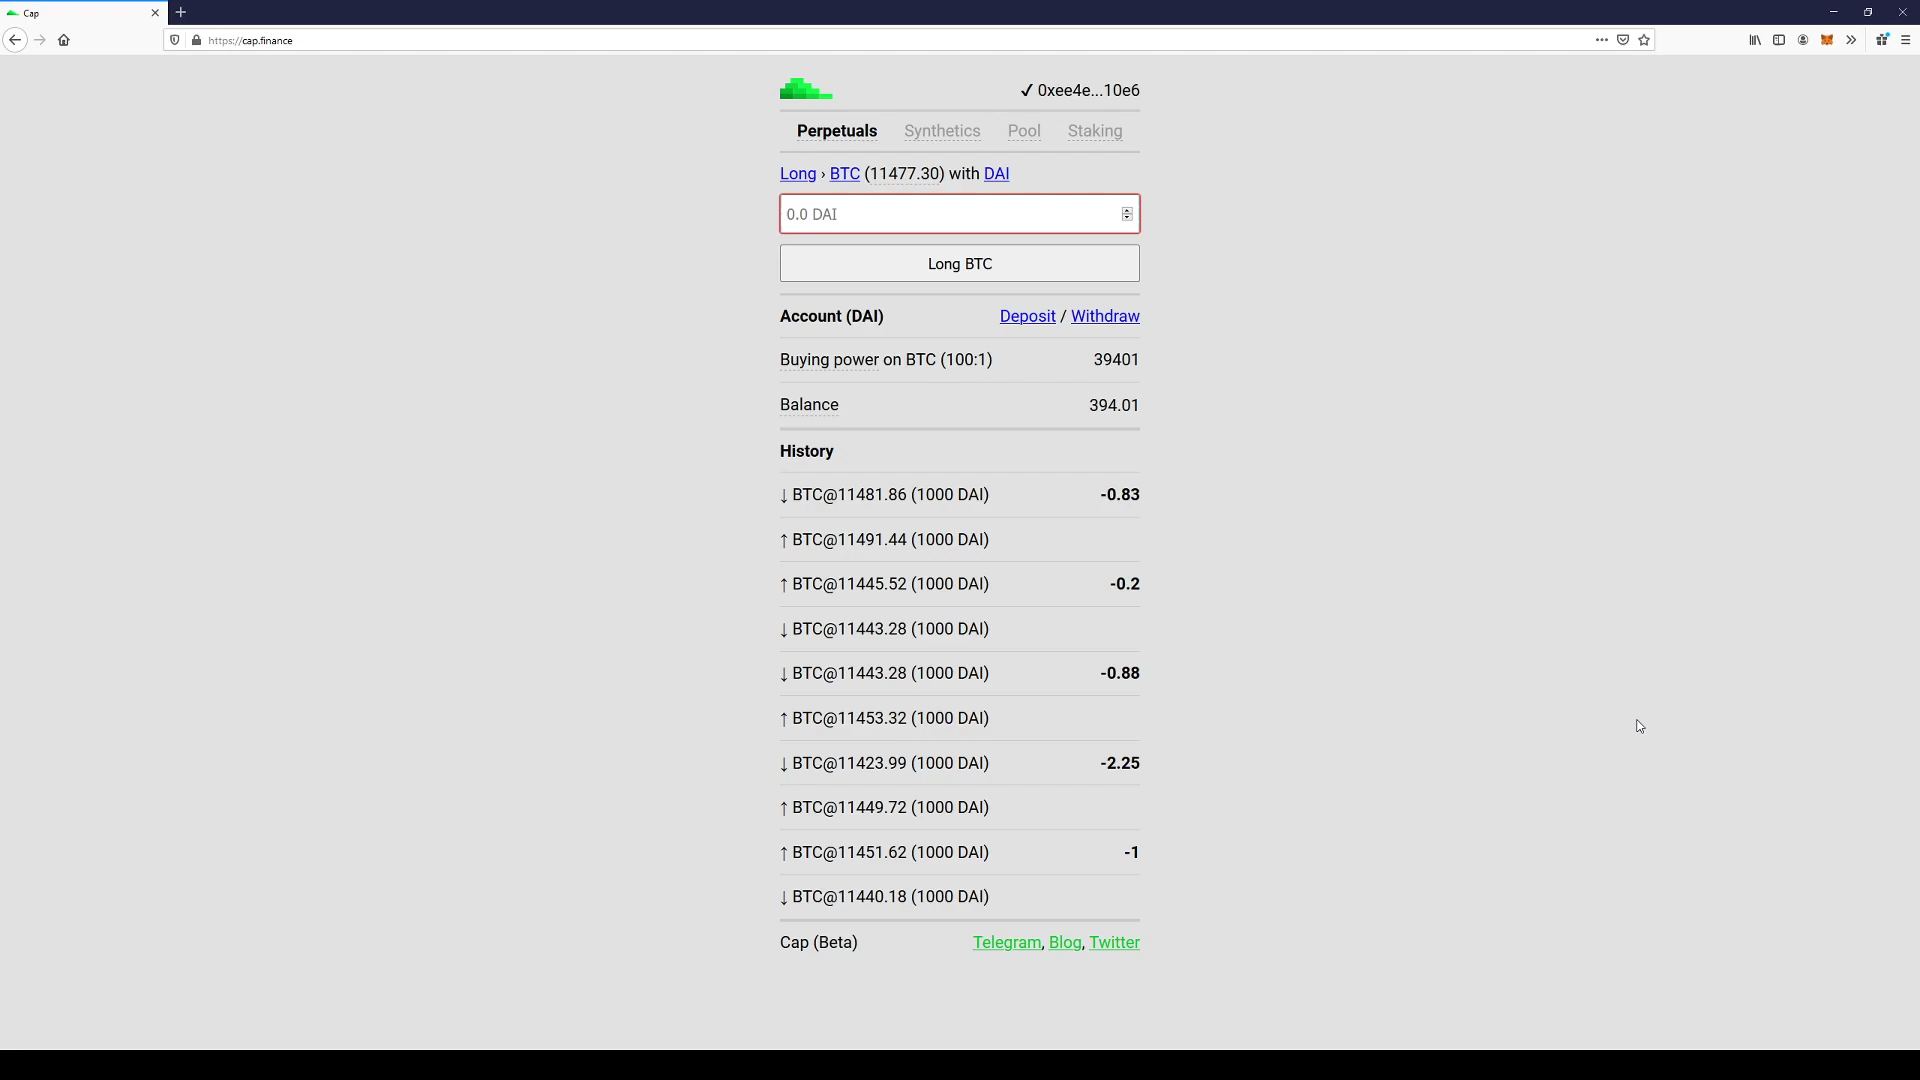 Cap
https://cap.finance
✓ 0xee4e...10e6
Perpetuals Synthetics Pool Staking
Long › BTC (11477.30) with DAI
0.0 DAI
Long BTC
Account (DAI) Deposit / Withdraw
Buying power on BTC (100:1) 39401
Balance 394.01
History
↓ BTC@11481.86 (1000 DAI) -0.83
↑ BTC@11491.44 (1000 DAI)
↑ BTC@11445.52 (1000 DAI) -0.2
↓ BTC@11443.28 (1000 DAI)
↓ BTC@11443.28 (1000 DAI) -0.88
↑ BTC@11453.32 (1000 DAI)
↓ BTC@11423.99 (1000 DAI) -2.25
↑ BTC@11449.72 (1000 DAI)
↑ BTC@11451.62 (1000 DAI) -1
↓ BTC@11440.18 (1000 DAI)
Cap (Beta) Telegram, Blog, Twitter